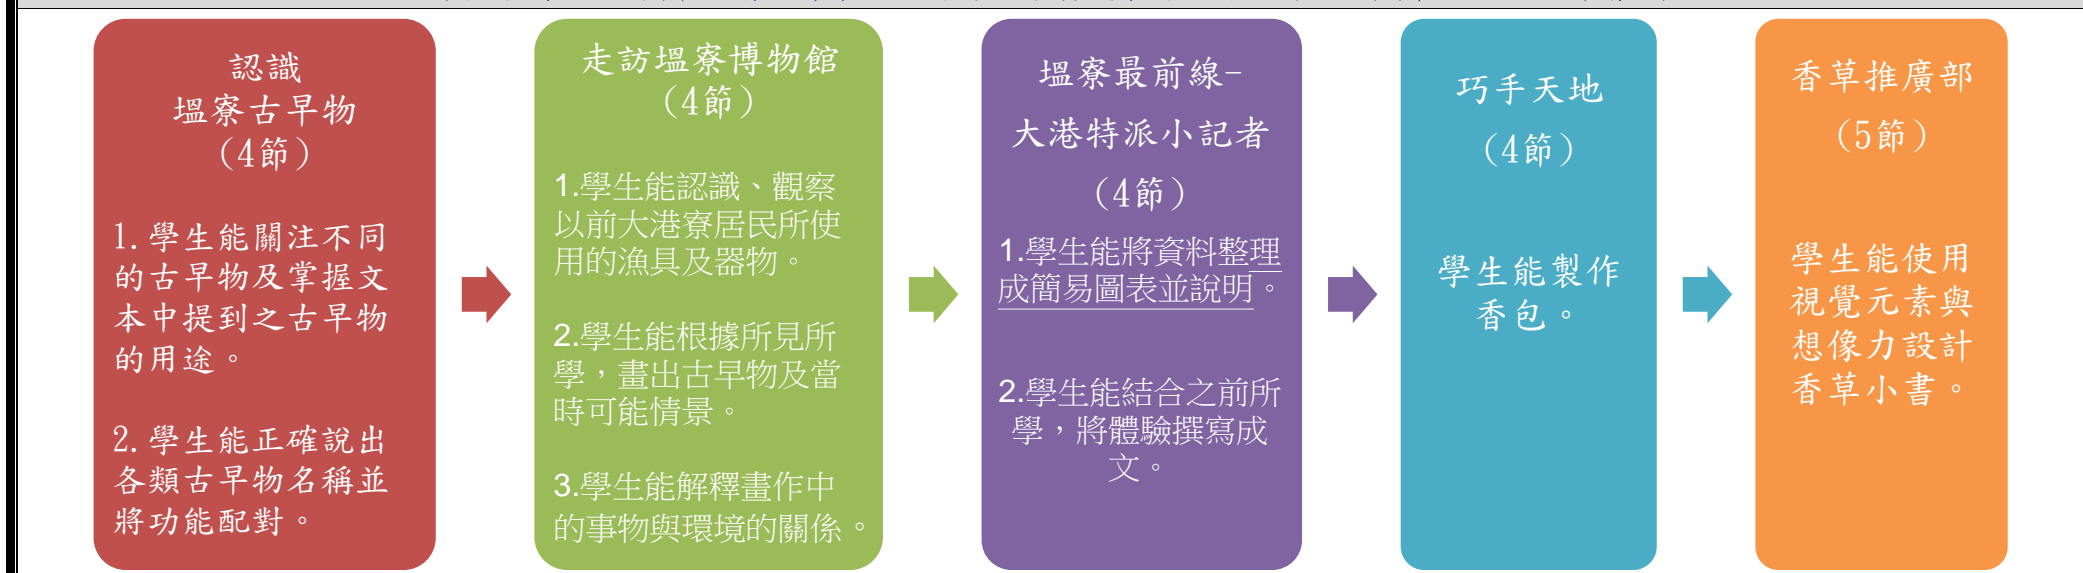 認識
塭寮古早物
(4節)
1.學生能關注不同
的古早物及掌握文
本中提到之古早物
的用途。
2.學生能正確說出
各類古早物名稱並
將功能配對。
走訪塭寮博物館
(4節)
1.學生能認識、觀察
以前大港寮居民所使
用的漁具及器物。
2.學生能根據所見所
學，畫出古早物及當
時可能情景。
3.學生能解釋畫作中
的事物與環境的關係。
塭寮最前線-
大港特派小記者
(4節)
1.學生能將資料整理
成簡易圖表並說明。
2.學生能結合之前所
學，將體驗撰寫成
文。
巧手天地
(4節)
學生能製作
香包。
香草推廣部
(5節)
學生能使用
視覺元素與
想像力設計
香草小書。